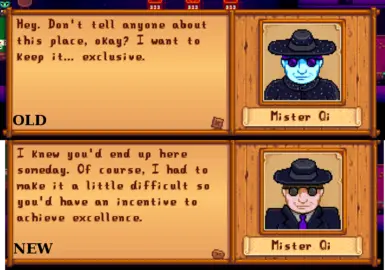 Hey. Don't tell anyone about
this place, okay? I want to
keep it... exclusive.
Mister Qi
OLD
I knew you'd end up here
someday. Of course, I had to
make it a little difficult so
you'd have an incentive to
achieve excellence.
Mister Qi
NEW